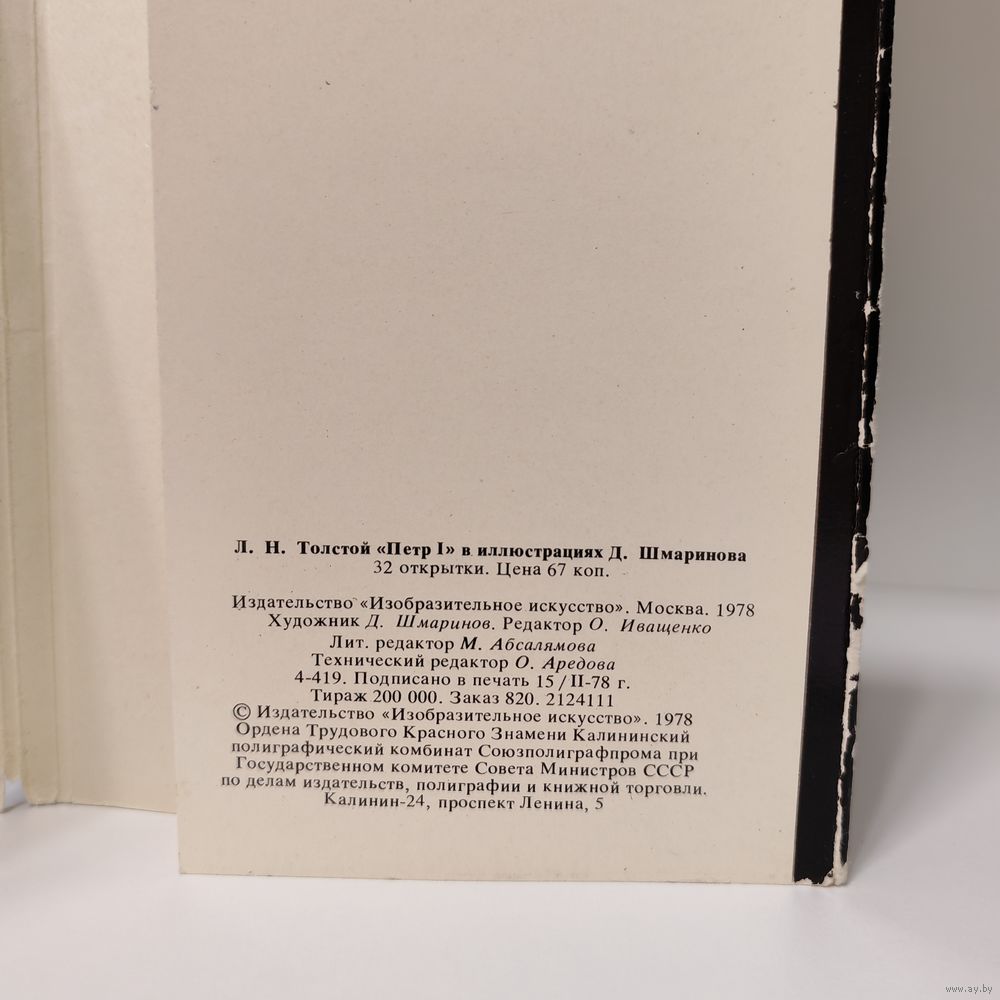 Л. Н. Толстой «Петр I» в иллюстрациях Д. Шмаринова
32 открытки. Цена 67 коп.
Издательство «Изобразительное искусство». Москва. 1978
Художник Д. Шмаринов. Редактор О. Иващенко
Лит. редактор М. Абсалямова
Технический редактор О. Аредова
4-419. Подписано в печать 15/II-78 г.
Тираж 200 000. Заказ 820. 2124111
© Издательство «Изобразительное искусство». 1978
Ордена Трудового Красного Знамени Калининский
полиграфический комбинат Союзполиграфпрома при
Государственном комитете Совета Министров СССР
по делам издательств, полиграфии и книжной торговли.
Калинин-24, проспект Ленина, 5
www.ay.by